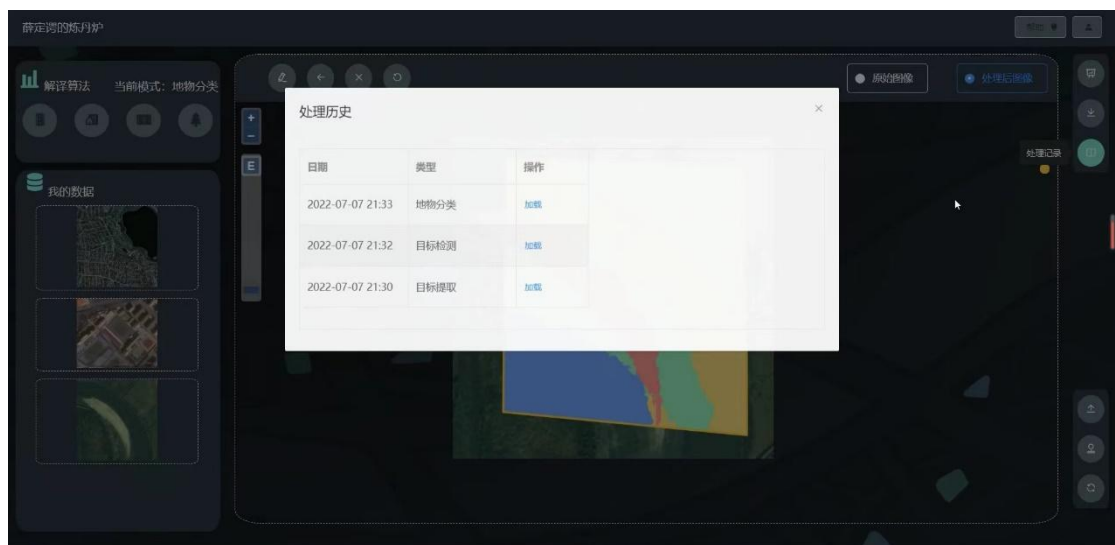 薛定谔的炼丹炉
解译算法 当前模式：地物分类
原始图像
处理后图像
处理记录
我的数据
+
-
E
处理历史
×
日期 类型 操作
2022-07-07 21:33 地物分类 加载
2022-07-07 21:32 目标检测 加载
2022-07-07 21:30 目标提取 加载